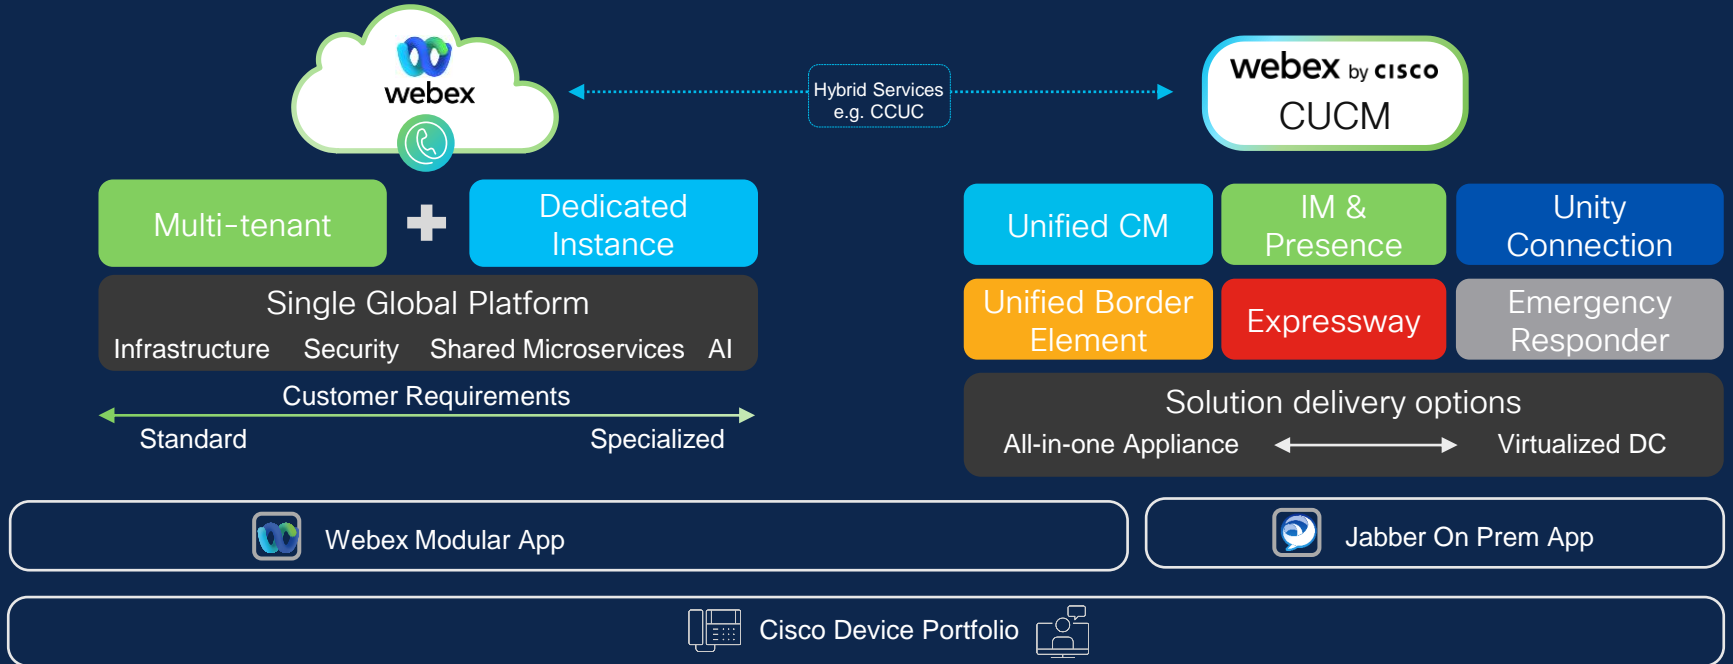 webex
Hybrid Services
e.g. CCUC
webex by CISCO
CUCM
Multi-tenant
Dedicated
Instance
Unified CM
IM &
Presence
Unity
Connection
Single Global Platform
Infrastructure Security Shared Microservices AI
Unified Border
Element
Expressway
Emergency
Responder
Customer Requirements
Standard Specialized
Solution delivery options
All-in-one Appliance Virtualized DC
Webex Modular App
Jabber On Prem App
Cisco Device Portfolio